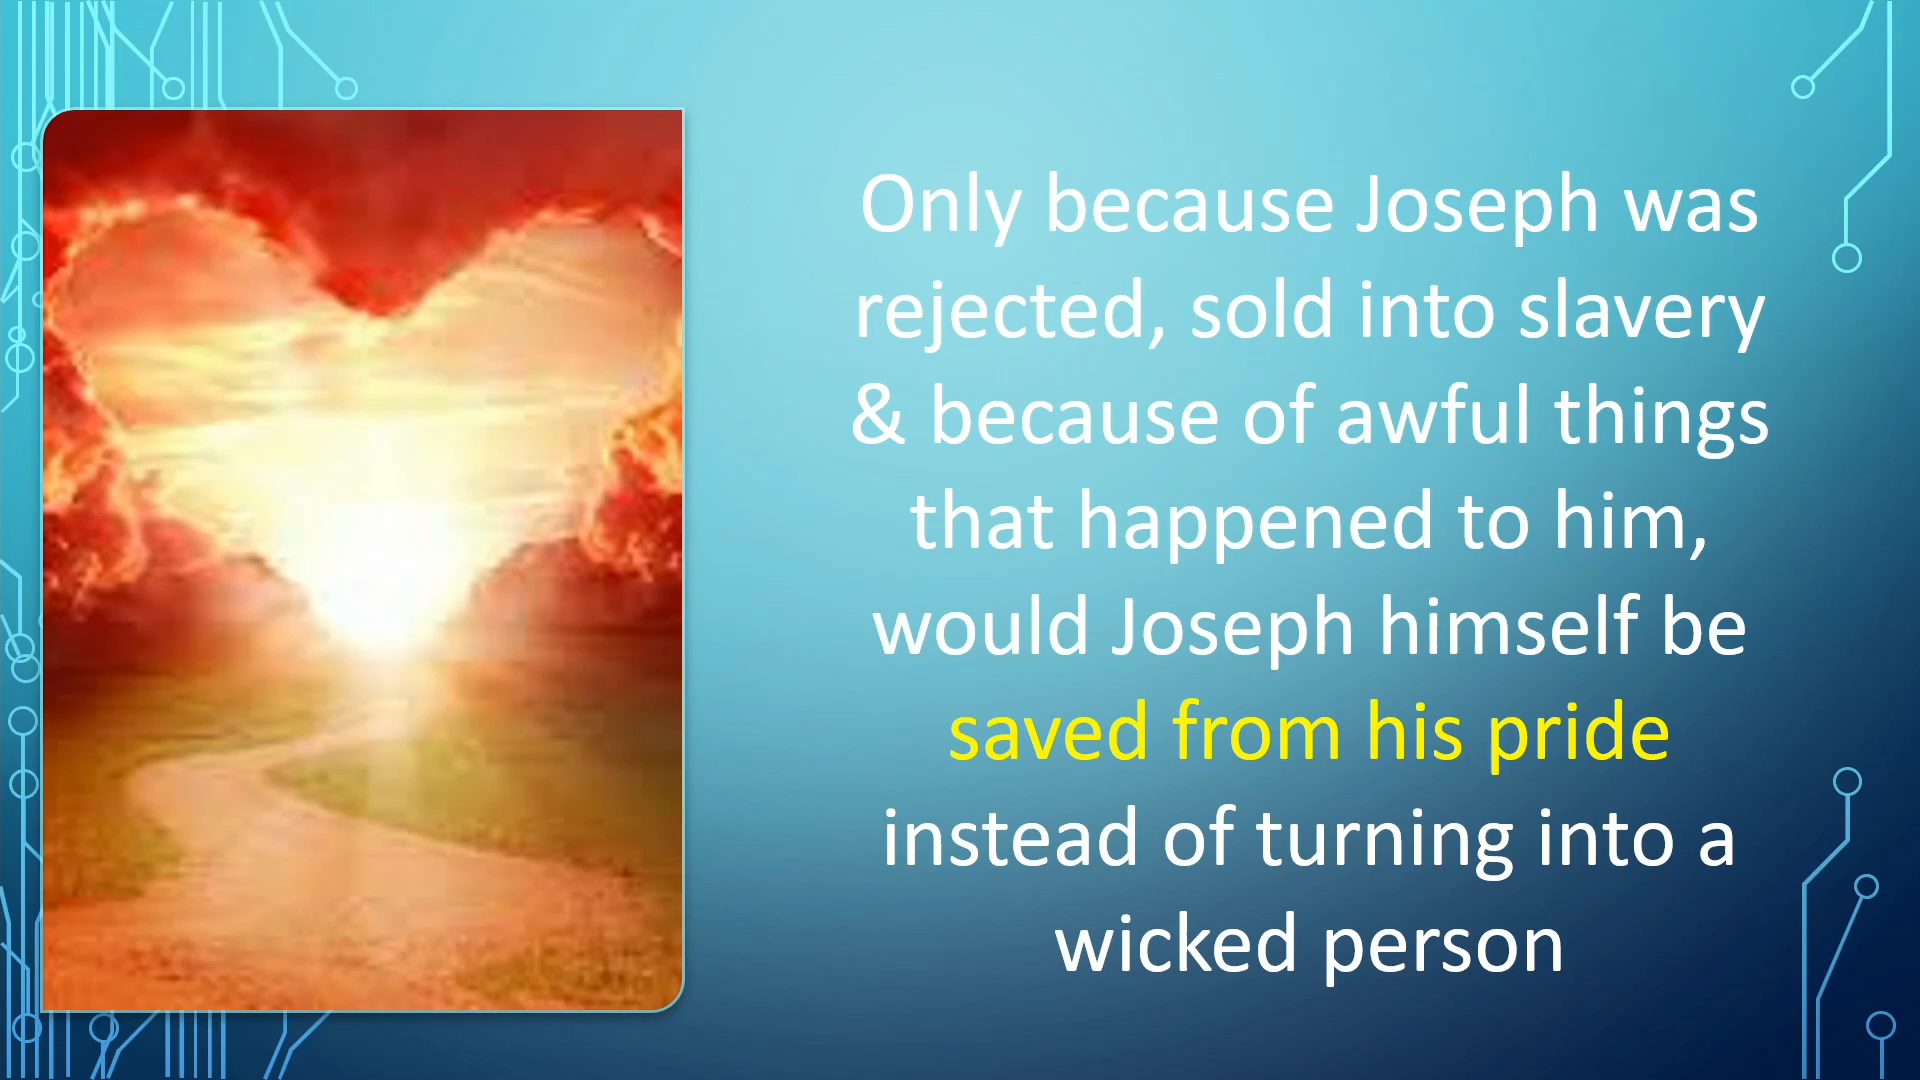 Only because Joseph was
rejected, sold into slavery
& because of awful things
that happened to him,
would Joseph himself be
saved from his pride
instead of turning into a
wicked person